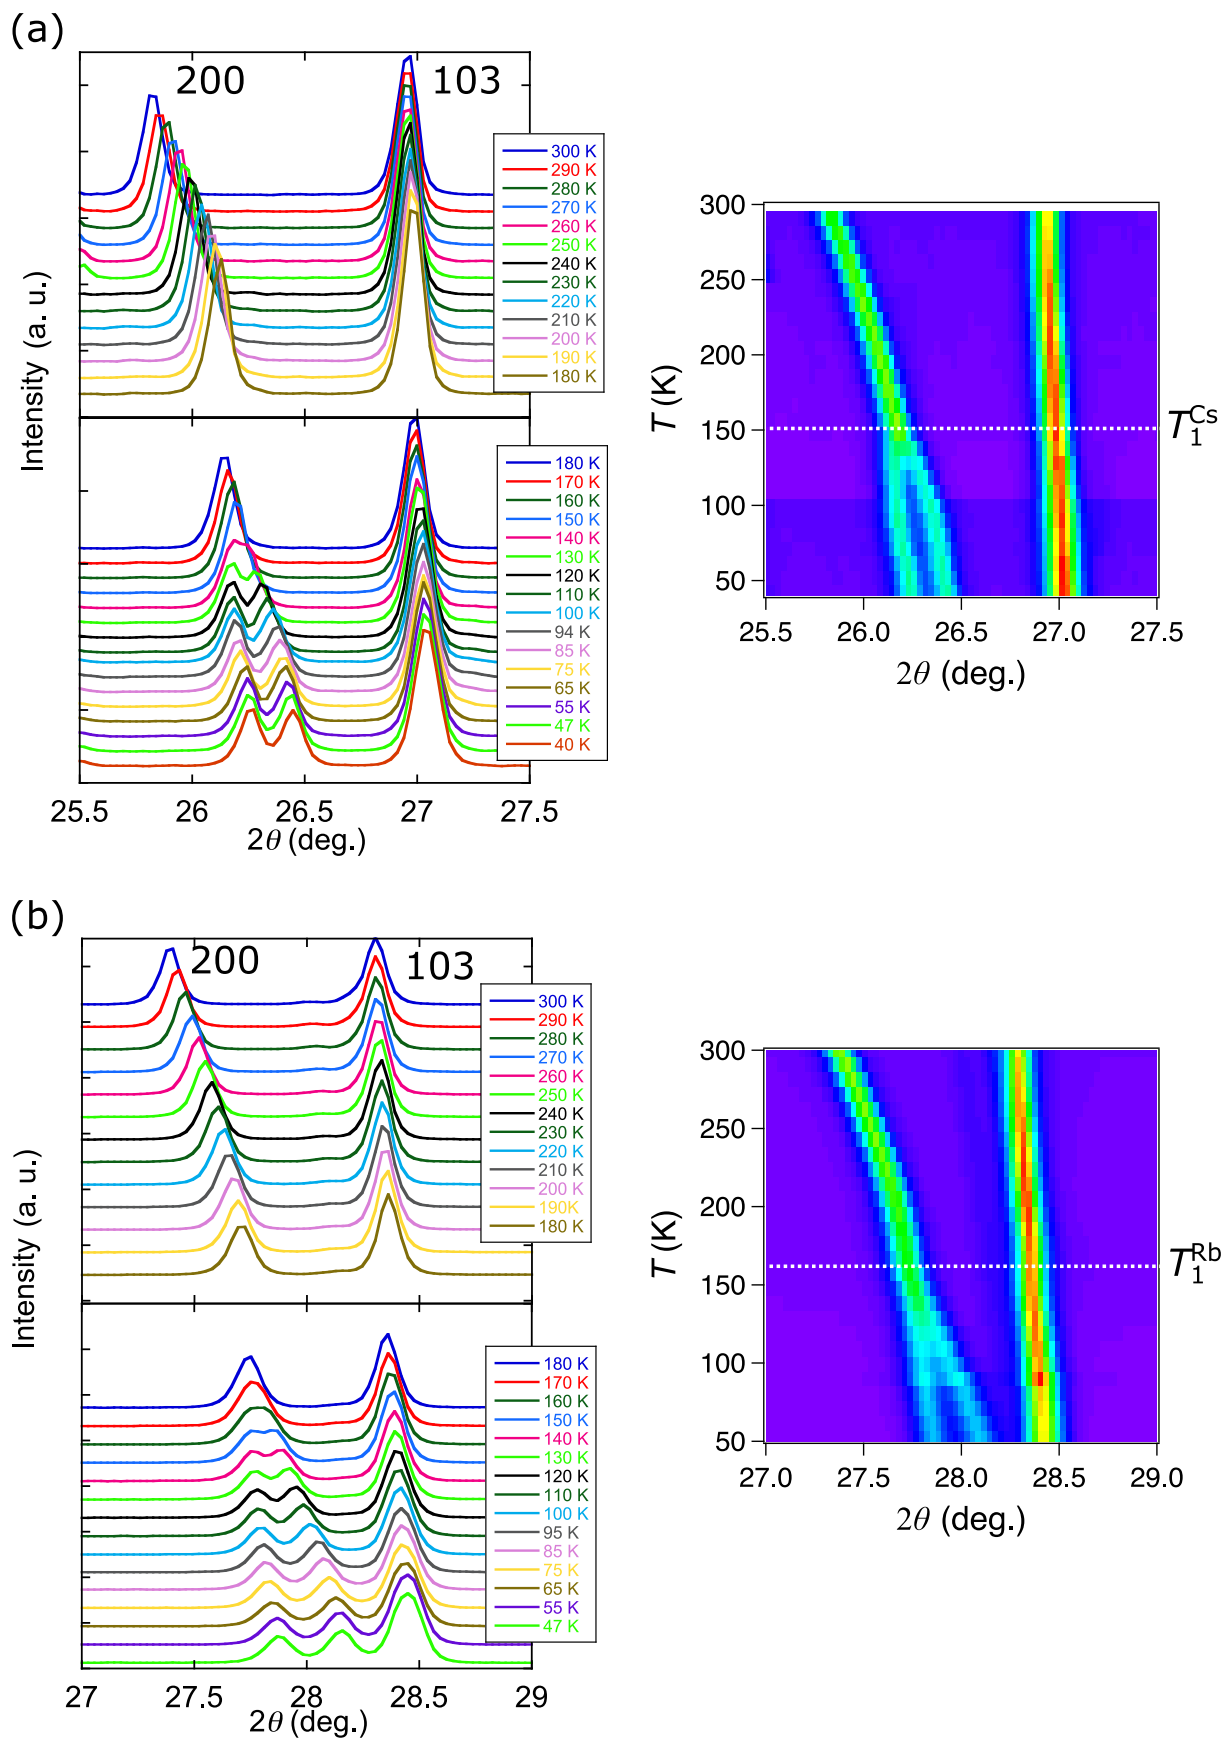 (a)
200
103
300 K
290 K
280 K
270 K
260 K
250 K
240 K
230 K
220 K
210 K
200 K
190 K
180 K
180 K
170 K
160 K
150 K
140 K
130 K
120 K
110 K
100 K
94 K
85 K
75 K
65 K
55 K
47 K
40 K
Intensity (a. u.)
25.5
26
26.5
27
27.5
2θ (deg.)
300
250
200
150
100
50
T (K)
T₁^Cs
25.5
26.0
26.5
27.0
27.5
2θ (deg.)
(b)
200
103
300 K
290 K
280 K
270 K
260 K
250 K
240 K
230 K
220 K
210 K
200 K
190K
180 K
180 K
170 K
160 K
150 K
140 K
130 K
120 K
110 K
100 K
95 K
85 K
75 K
65 K
55 K
47 K
Intensity (a. u.)
27
27.5
28
28.5
29
2θ (deg.)
300
250
200
150
100
50
T (K)
T₁^Rb
27.0
27.5
28.0
28.5
29.0
2θ (deg.)